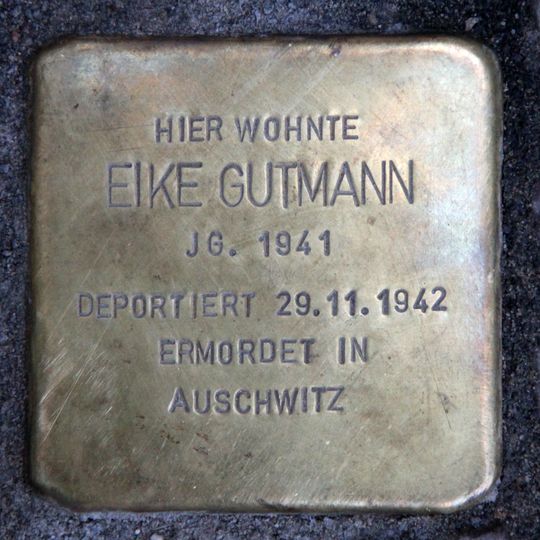 HIER WOHNTE
EIKE GUTMANN
JG. 1941
DEPORTIERT 29.11.1942
ERMORDET IN
AUSCHWITZ